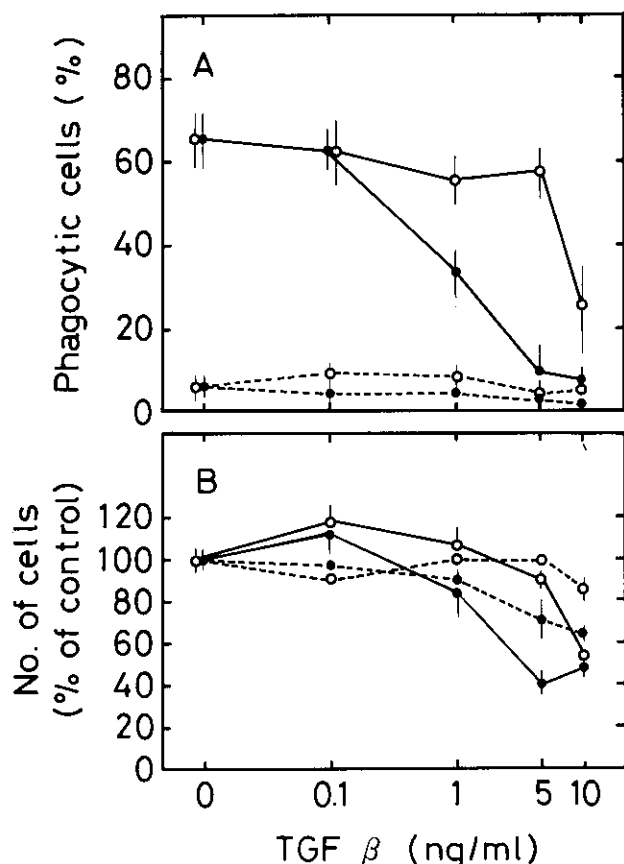 A
Phagocytic cells (%)
80
60
40
20
0
B
No. of cells
(% of control)
120
100
80
60
40
20
0
0 0.1 1 5 10
TGF β (ng/ml)